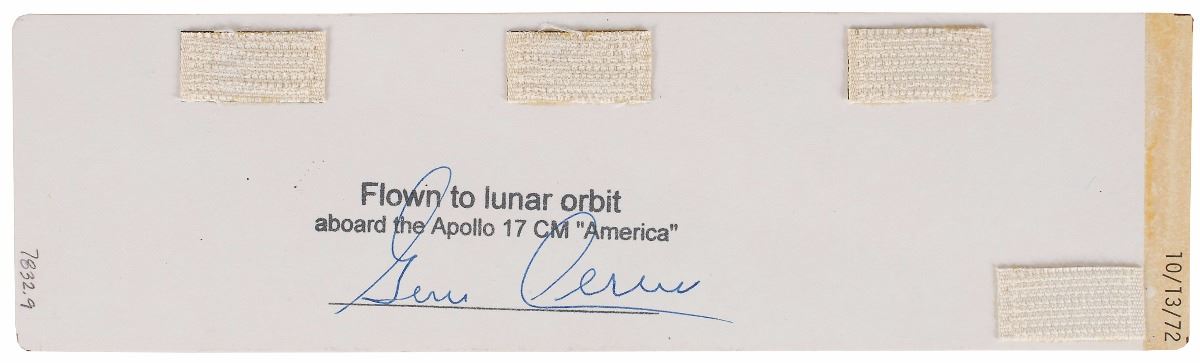 Flown to lunar orbit
aboard the Apollo 17 CM "America"
Gene Cernan
7832.9
10/13/72